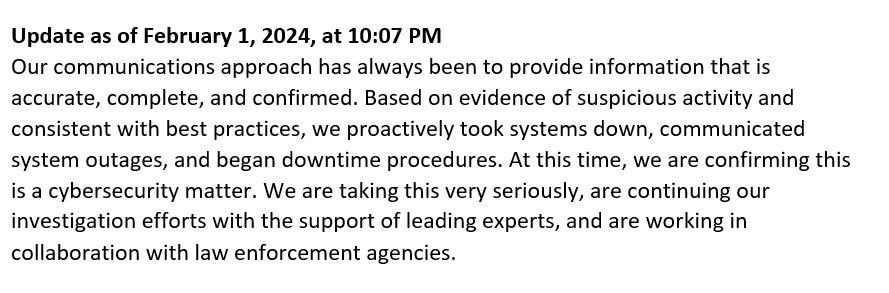 Update as of February 1, 2024, at 10:07 PM
Our communications approach has always been to provide information that is
accurate, complete, and confirmed. Based on evidence of suspicious activity and
consistent with best practices, we proactively took systems down, communicated
system outages, and began downtime procedures. At this time, we are confirming this
is a cybersecurity matter. We are taking this very seriously, are continuing our
investigation efforts with the support of leading experts, and are working in
collaboration with law enforcement agencies.